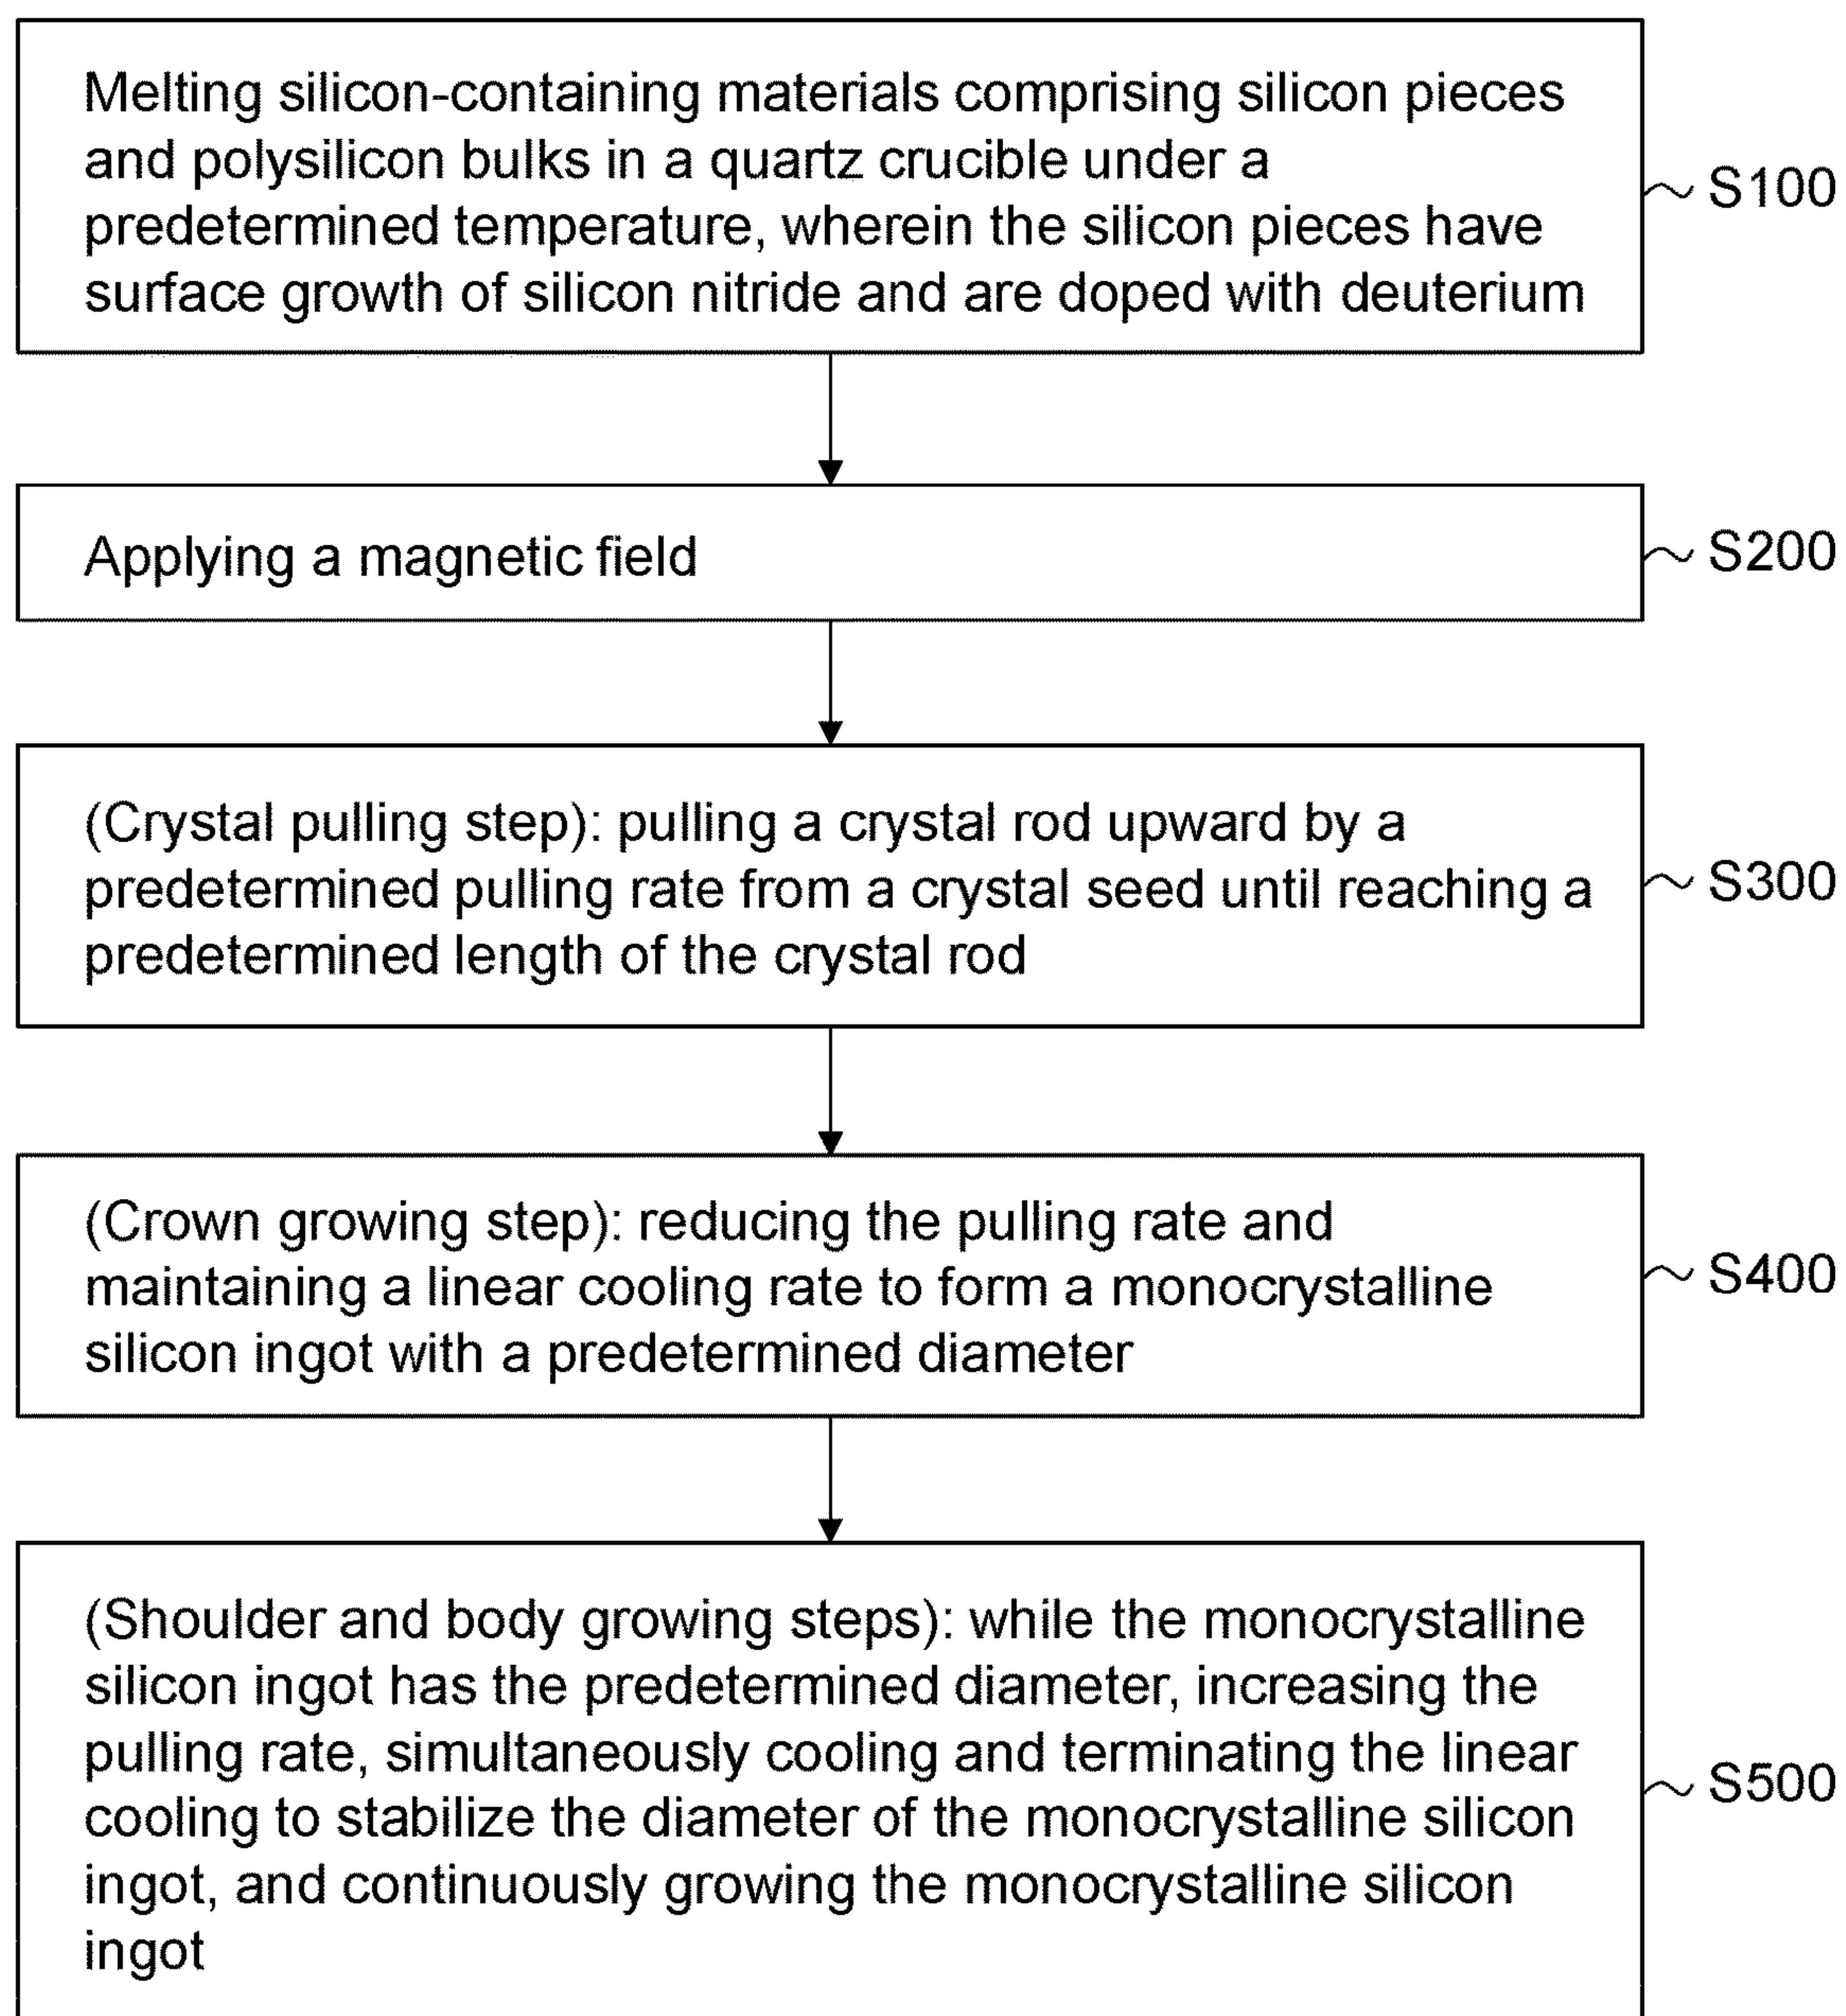 Melting silicon-containing materials comprising silicon pieces
and polysilicon bulks in a quartz crucible under a
predetermined temperature, wherein the silicon pieces have
surface growth of silicon nitride and are doped with deuterium
S100
Applying a magnetic field
S200
(Crystal pulling step): pulling a crystal rod upward by a
predetermined pulling rate from a crystal seed until reaching a
predetermined length of the crystal rod
S300
(Crown growing step): reducing the pulling rate and
maintaining a linear cooling rate to form a monocrystalline
silicon ingot with a predetermined diameter
S400
(Shoulder and body growing steps): while the monocrystalline
silicon ingot has the predetermined diameter, increasing the
pulling rate, simultaneously cooling and terminating the linear
cooling to stabilize the diameter of the monocrystalline silicon
ingot, and continuously growing the monocrystalline silicon
ingot
S500